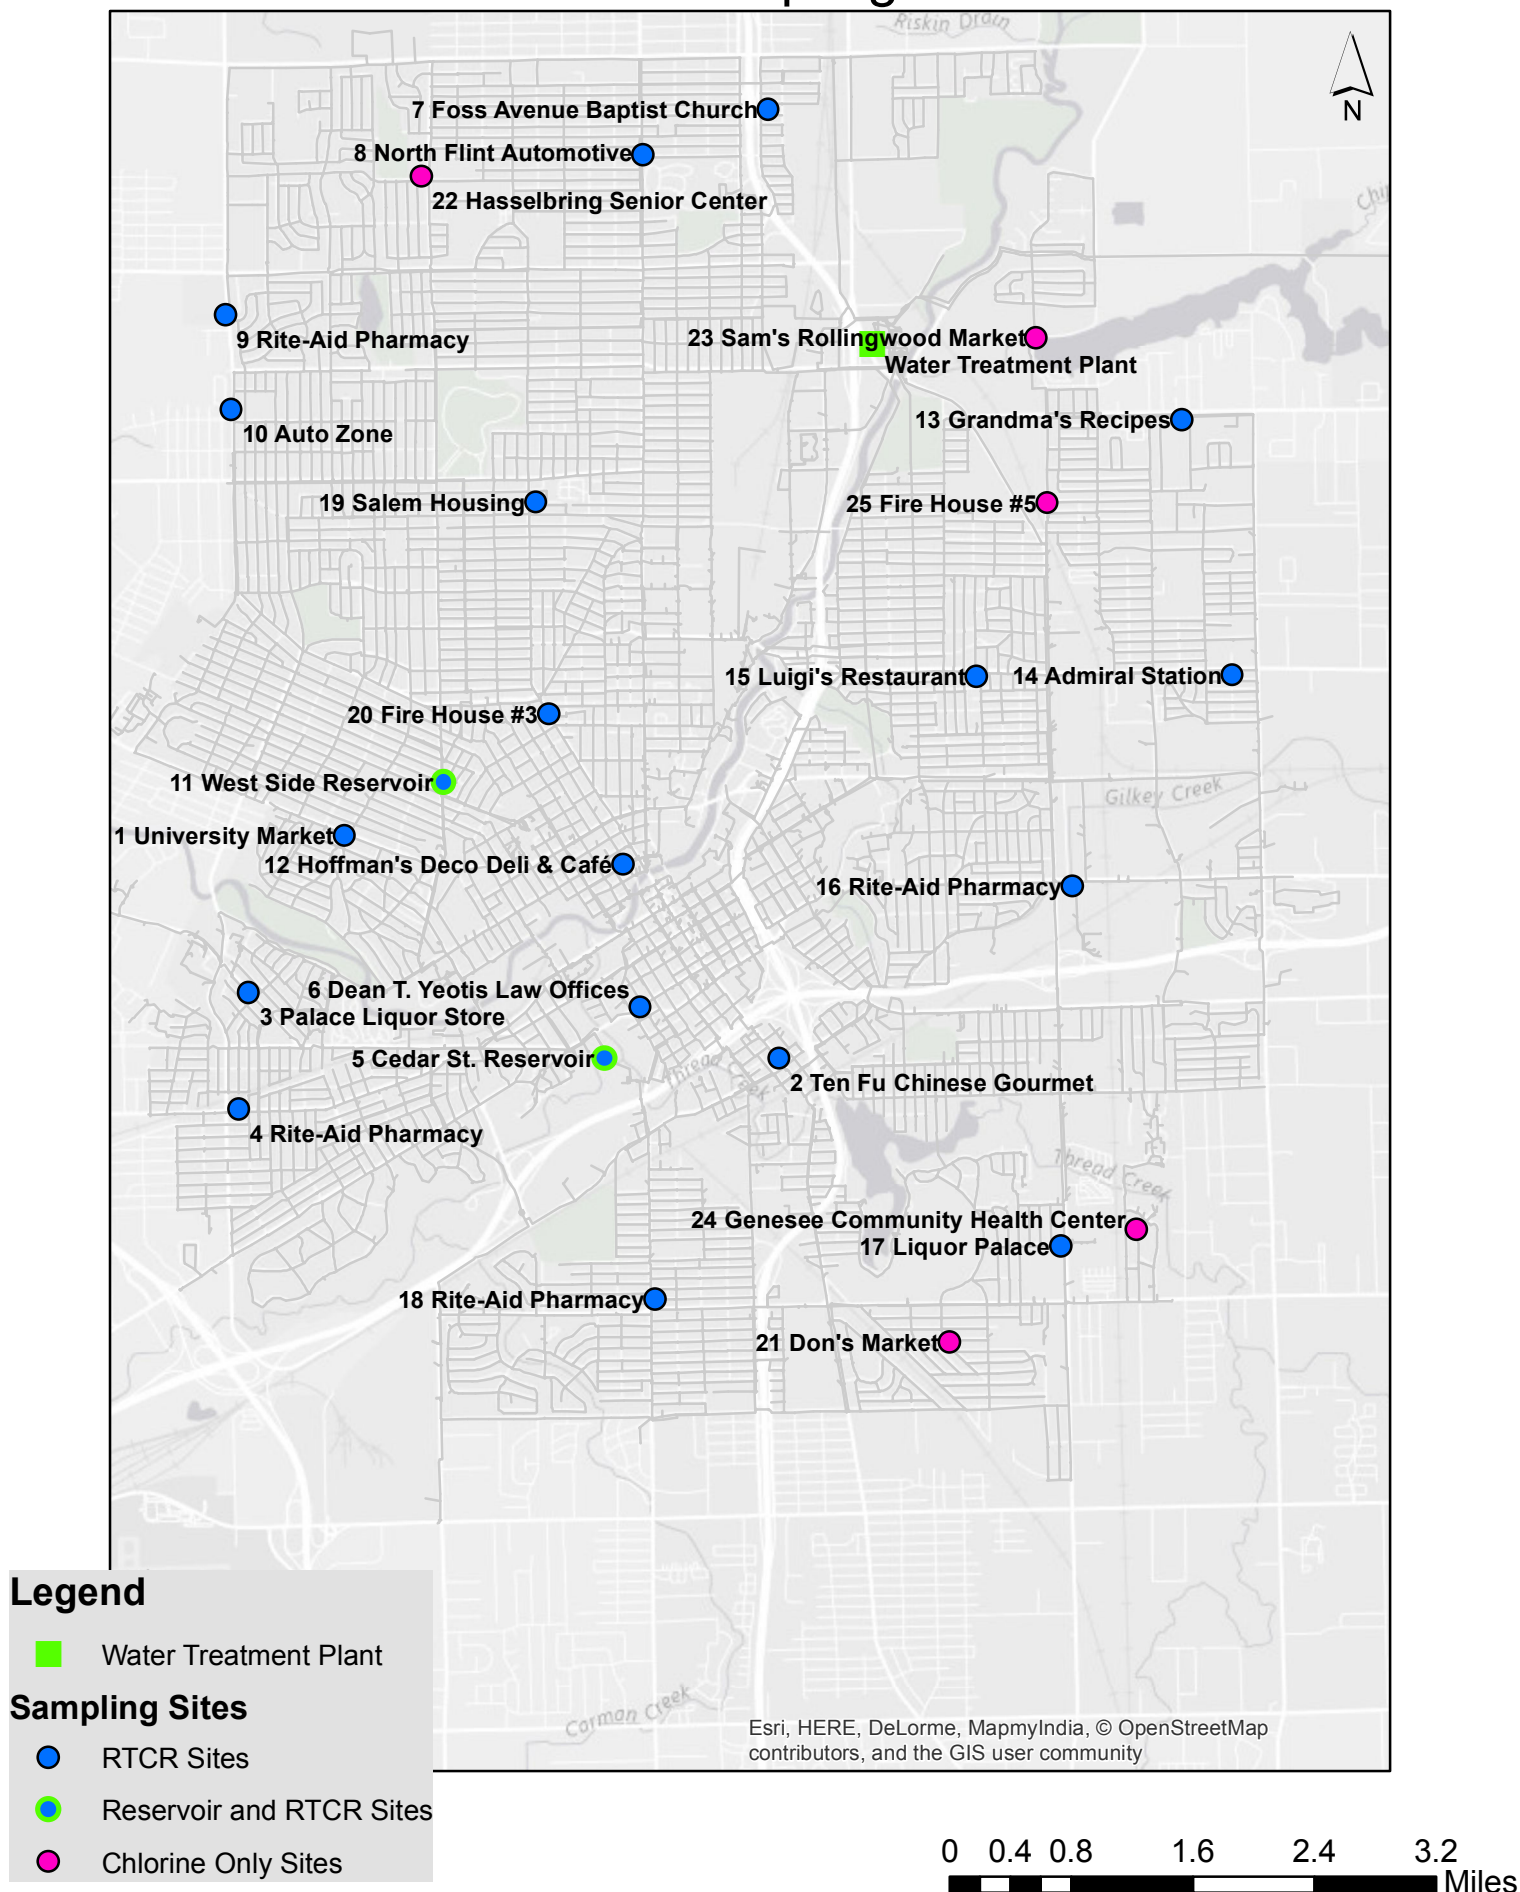 Riskin Drain
N
7 Foss Avenue Baptist Church
8 North Flint Automotive
22 Hasselbring Senior Center
9 Rite-Aid Pharmacy
23 Sam's Rollingwood Market
Water Treatment Plant
10 Auto Zone
13 Grandma's Recipes
19 Salem Housing
25 Fire House #5
15 Luigi's Restaurant
14 Admiral Station
20 Fire House #3
11 West Side Reservoir
Gilkey Creek
1 University Market
12 Hoffman's Deco Deli & Café
16 Rite-Aid Pharmacy
6 Dean T. Yeotis Law Offices
3 Palace Liquor Store
5 Cedar St. Reservoir
Thread Creek
2 Ten Fu Chinese Gourmet
4 Rite-Aid Pharmacy
Thread Creek
24 Genesee Community Health Center
17 Liquor Palace
18 Rite-Aid Pharmacy
21 Don's Market
Legend
Water Treatment Plant
Sampling Sites
RTCR Sites
Reservoir and RTCR Sites
Chlorine Only Sites
Carman Creek
Esri, HERE, DeLorme, MapmyIndia, © OpenStreetMap
contributors, and the GIS user community
0 0.4 0.8 1.6 2.4 3.2
Miles